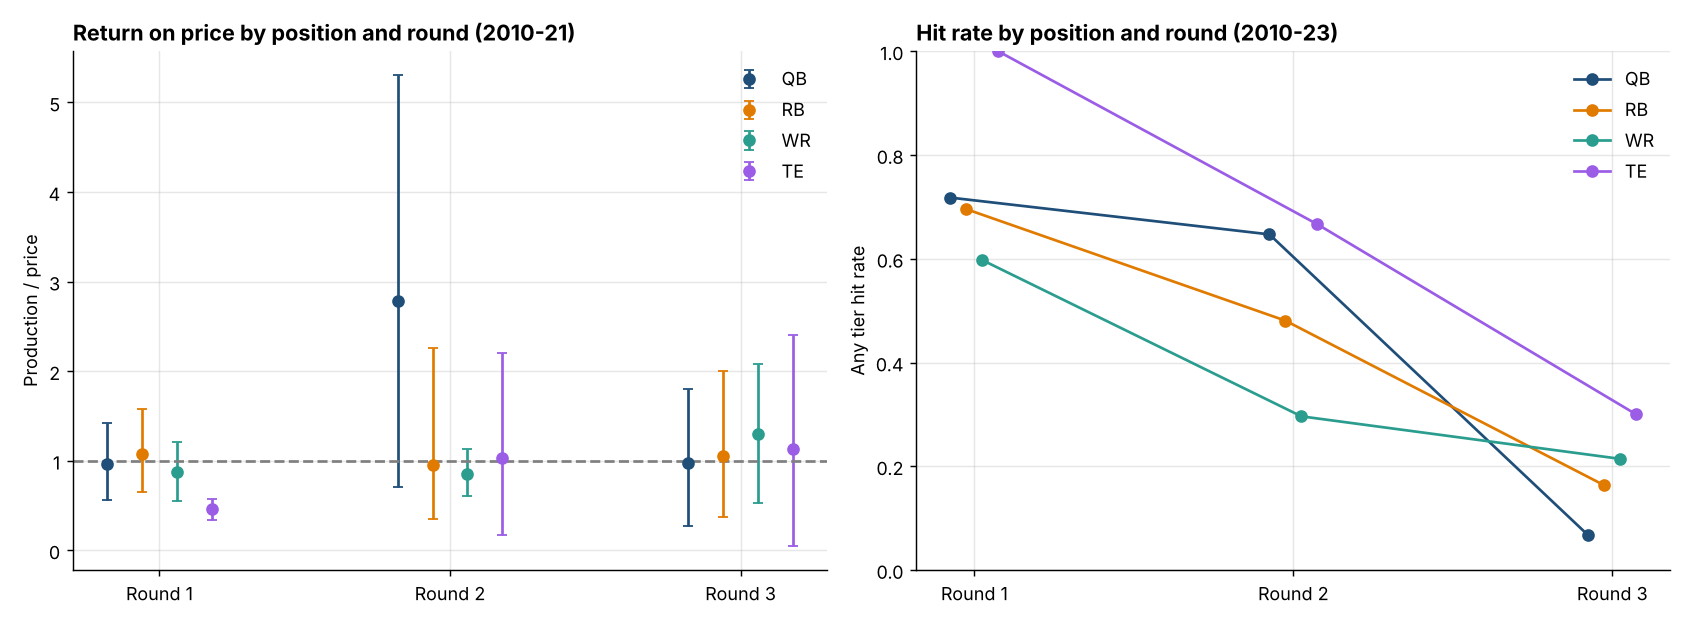 Return on price by position and round (2010-21)
Production / price
5
4
3
2
1
0
Round 1
Round 2
Round 3
QB
RB
WR
TE
Hit rate by position and round (2010-23)
Any tier hit rate
1.0
0.8
0.6
0.4
0.2
0.0
Round 1
Round 2
Round 3
QB
RB
WR
TE